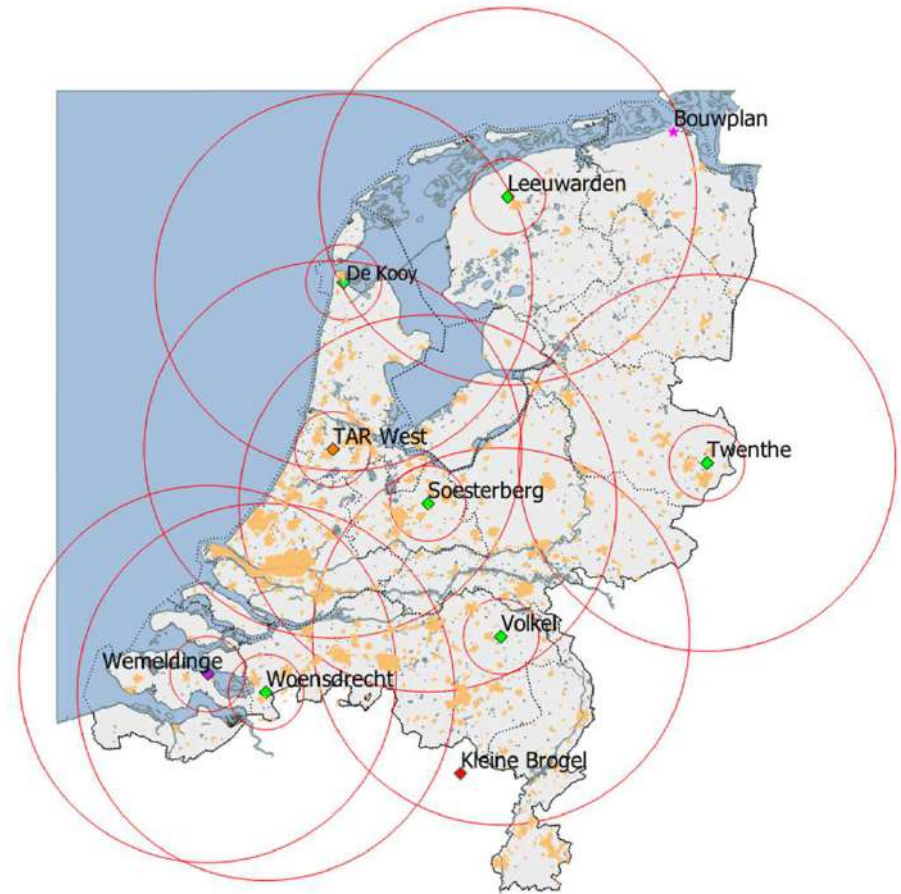 Bouwplan
Leeuwarden
De Kooy
TAR West
Twenthe
Soesterberg
Volkel
Wemeldinge
Woensdrecht
Kleine Brogel